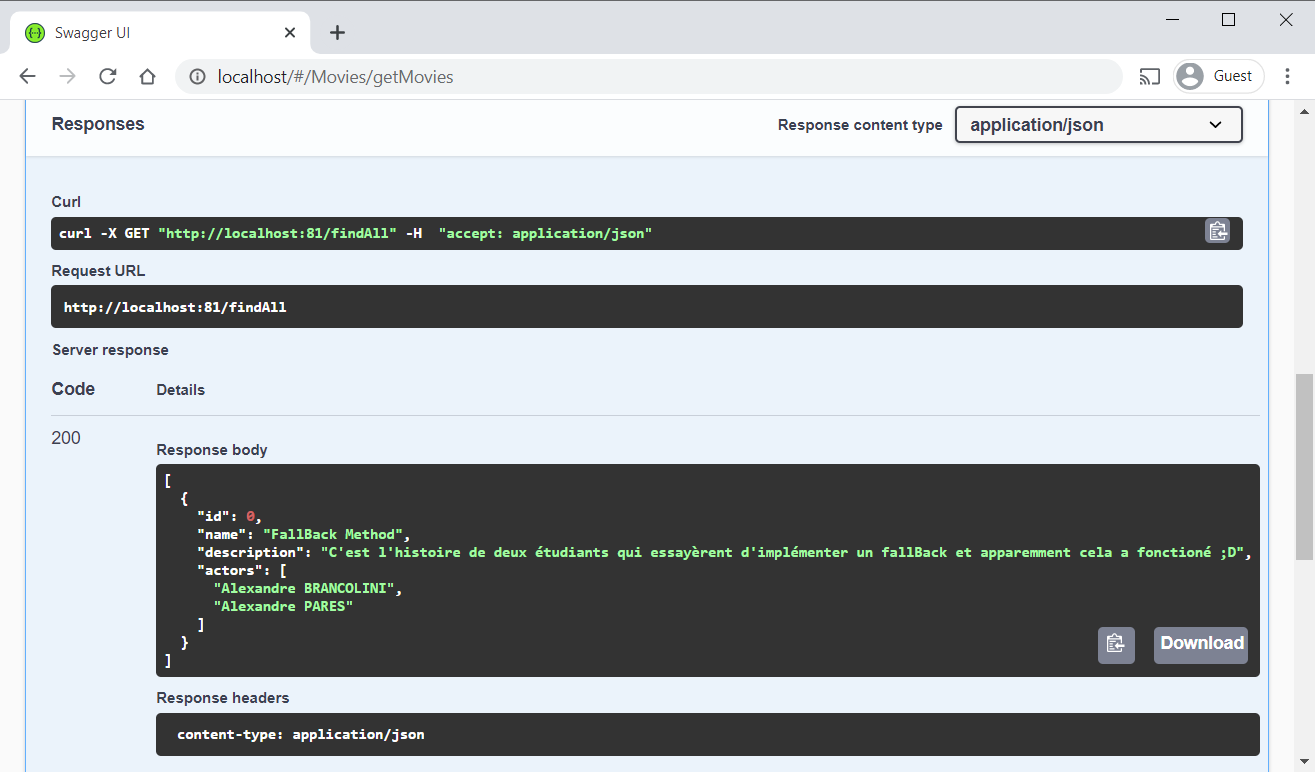 Swagger UI
localhost/#/Movies/getMovies
Guest
Responses
Response content type
application/json
Curl
curl -X GET "http://localhost:81/findAll" -H  "accept: application/json"
Request URL
http://localhost:81/findAll
Server response
Code
Details
200
Response body
[
  {
    "id": 0,
    "name": "FallBack Method",
    "description": "C'est l'histoire de deux étudiants qui essayèrent d'implémenter un fallBack et apparemment cela a fonctioné ;D",
    "actors": [
      "Alexandre BRANCOLINI",
      "Alexandre PARES"
    ]
  }
]
Download
Response headers
content-type: application/json